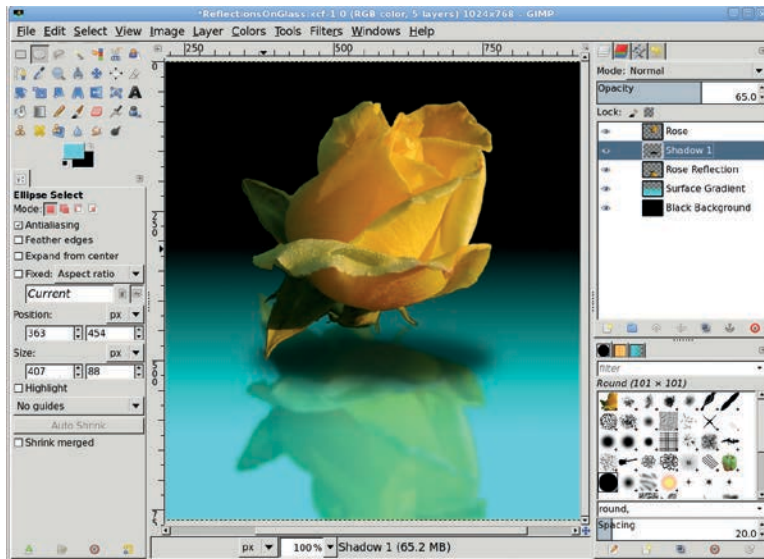 *ReflectionsOnGlass.xcf-1.0 (RGB color, 5 layers) 1024x768 – GIMP
File Edit Select View Image Layer Colors Tools Filters Windows Help
250 500 750
Mode: Normal
Opacity 65.0
Lock:
Rose
Shadow 1
Rose Reflection
Surface Gradient
Black Background
Ellipse Select
Mode:
Antialiasing
Feather edges
Expand from center
Fixed: Aspect ratio
Current
Position: px
363 454
Size: px
407 88
Highlight
No guides
Auto Shrink
Shrink merged
filter
Round (101 × 101)
round,
Spacing 20.0
px 100% Shadow 1 (65.2 MB)